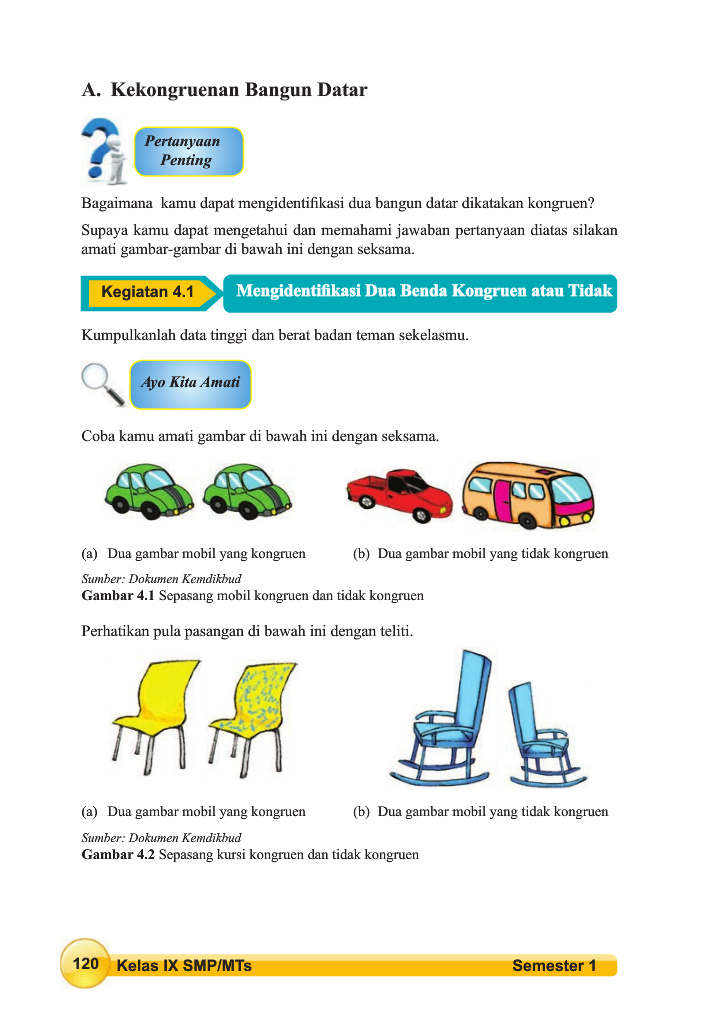 A. Kekongruenan Bangun Datar
Pertanyaan
Penting
Bagaimana kamu dapat mengidentifikasi dua bangun datar dikatakan kongruen?
Supaya kamu dapat mengetahui dan memahami jawaban pertanyaan diatas silakan
amati gambar-gambar di bawah ini dengan seksama.
Kegiatan 4.1
Mengidentifikasi Dua Benda Kongruen atau Tidak
Kumpulkanlah data tinggi dan berat badan teman sekelasmu.
Ayo Kita Amati
Coba kamu amati gambar di bawah ini dengan seksama.
(a) Dua gambar mobil yang kongruen
(b) Dua gambar mobil yang tidak kongruen
Sumber: Dokumen Kemdikbud
Gambar 4.1 Sepasang mobil kongruen dan tidak kongruen
Perhatikan pula pasangan di bawah ini dengan teliti.
(a) Dua gambar mobil yang kongruen
(b) Dua gambar mobil yang tidak kongruen
Sumber: Dokumen Kemdikbud
Gambar 4.2 Sepasang kursi kongruen dan tidak kongruen
120 Kelas IX SMP/MTs
Semester 1